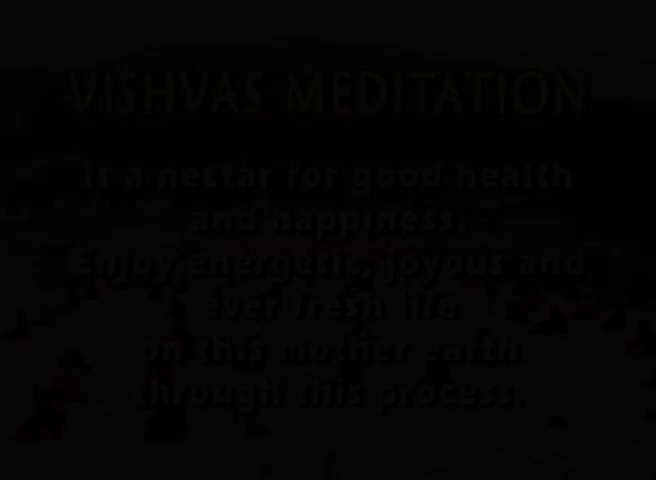 VISHVAS MEDITATION
is a nectar for good health
and happiness.
Enjoy energetic, joyous and
ever fresh life
on this mother earth
through this process.